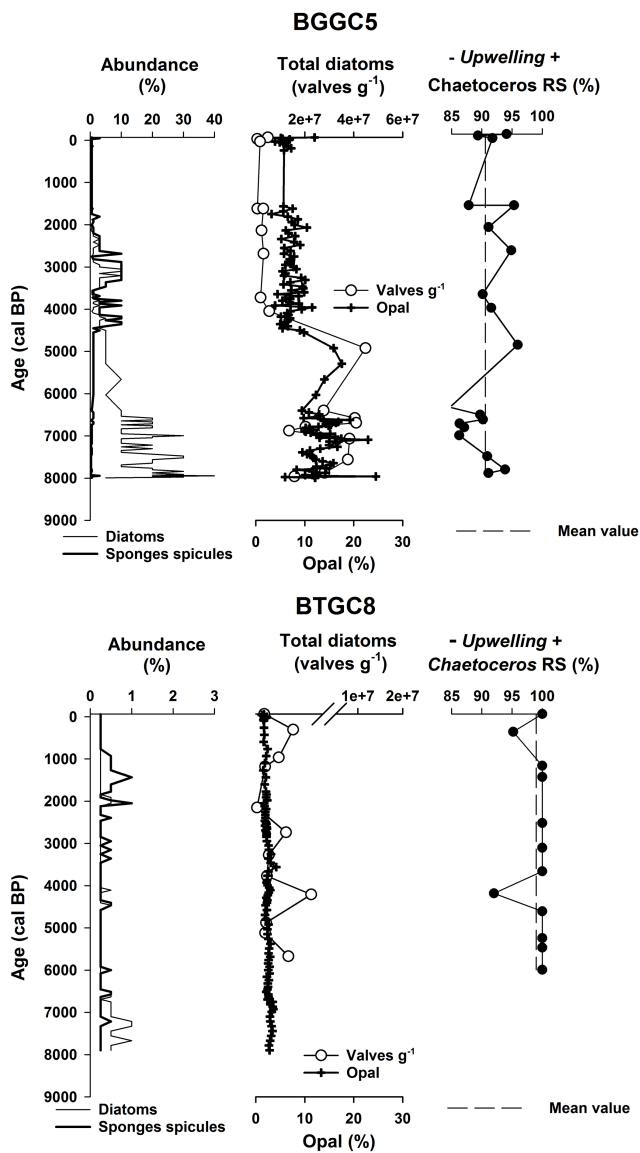 BGGC5
Abundance
(%)
Total diatoms
(valves g-1)
- Upwelling +
Chaetoceros RS (%)
0 10 20 30 40
2e+7 4e+7 6e+7
85 90 95 100
0
1000
2000
3000
4000
5000
6000
7000
8000
9000
Age (cal BP)
Valves g-1
Opal
0 10 20 30
Opal (%)
Diatoms
Sponges spicules
Mean value
BTGC8
Abundance
(%)
Total diatoms
(valves g-1)
- Upwelling +
Chaetoceros RS (%)
0 1 2 3
1e+7 2e+7
85 90 95 100
0
1000
2000
3000
4000
5000
6000
7000
8000
9000
Age (cal BP)
Valves g-1
Opal
0 10 20 30
Opal (%)
Diatoms
Sponges spicules
Mean value